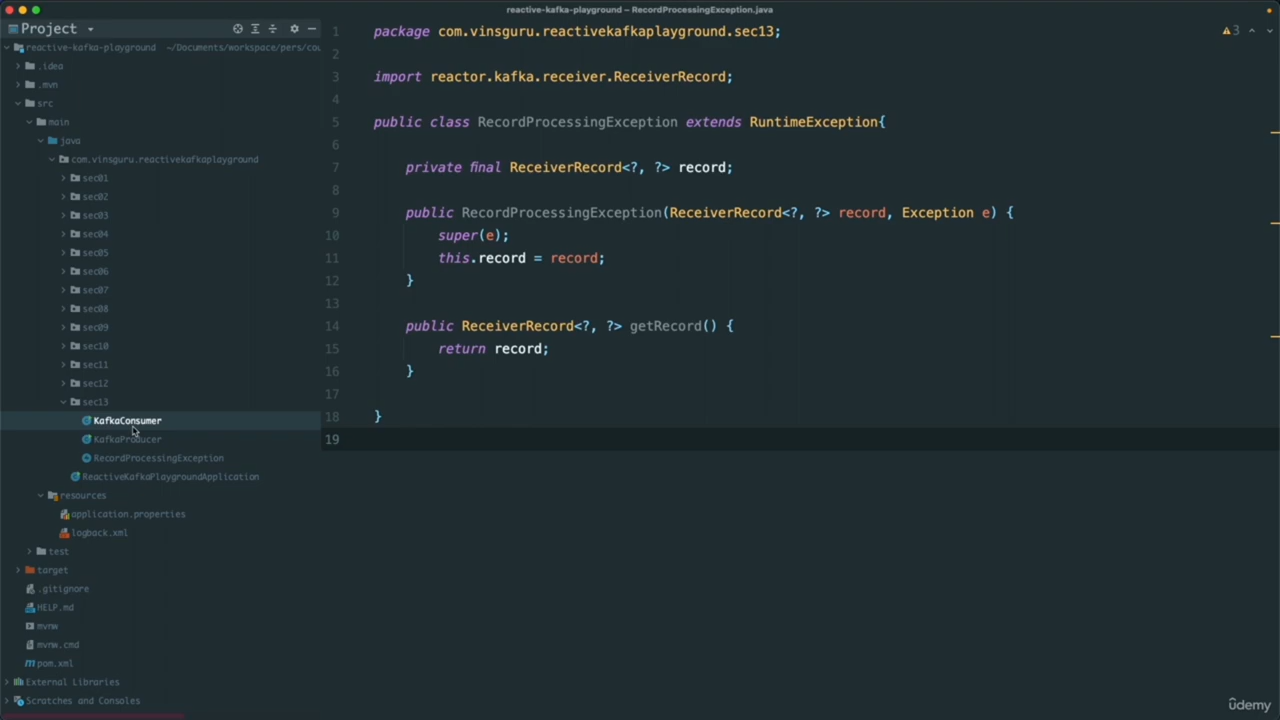 reactive-kafka-playground – RecordProcessingException.java
Project
reactive-kafka-playground ~/Documents/workspace/pers/cou
.idea
.mvn
src
main
java
com.vinsguru.reactivekafkaplayground
sec01
sec02
sec03
sec04
sec05
sec06
sec07
sec08
sec09
sec10
sec11
sec12
sec13
KafkaConsumer
KafkaProducer
RecordProcessingException
ReactiveKafkaPlaygroundApplication
resources
application.properties
logback.xml
test
target
.gitignore
HELP.md
mvnw
mvnw.cmd
pom.xml
External Libraries
Scratches and Consoles
1 package com.vinsguru.reactivekafkaplayground.sec13;
2
3 import reactor.kafka.receiver.ReceiverRecord;
4
5 public class RecordProcessingException extends RuntimeException{
6
7 private final ReceiverRecord<?, ?> record;
8
9 public RecordProcessingException(ReceiverRecord<?, ?> record, Exception e) {
10 super(e);
11 this.record = record;
12 }
13
14 public ReceiverRecord<?, ?> getRecord() {
15 return record;
16 }
17
18 }
19
3
ûdemy